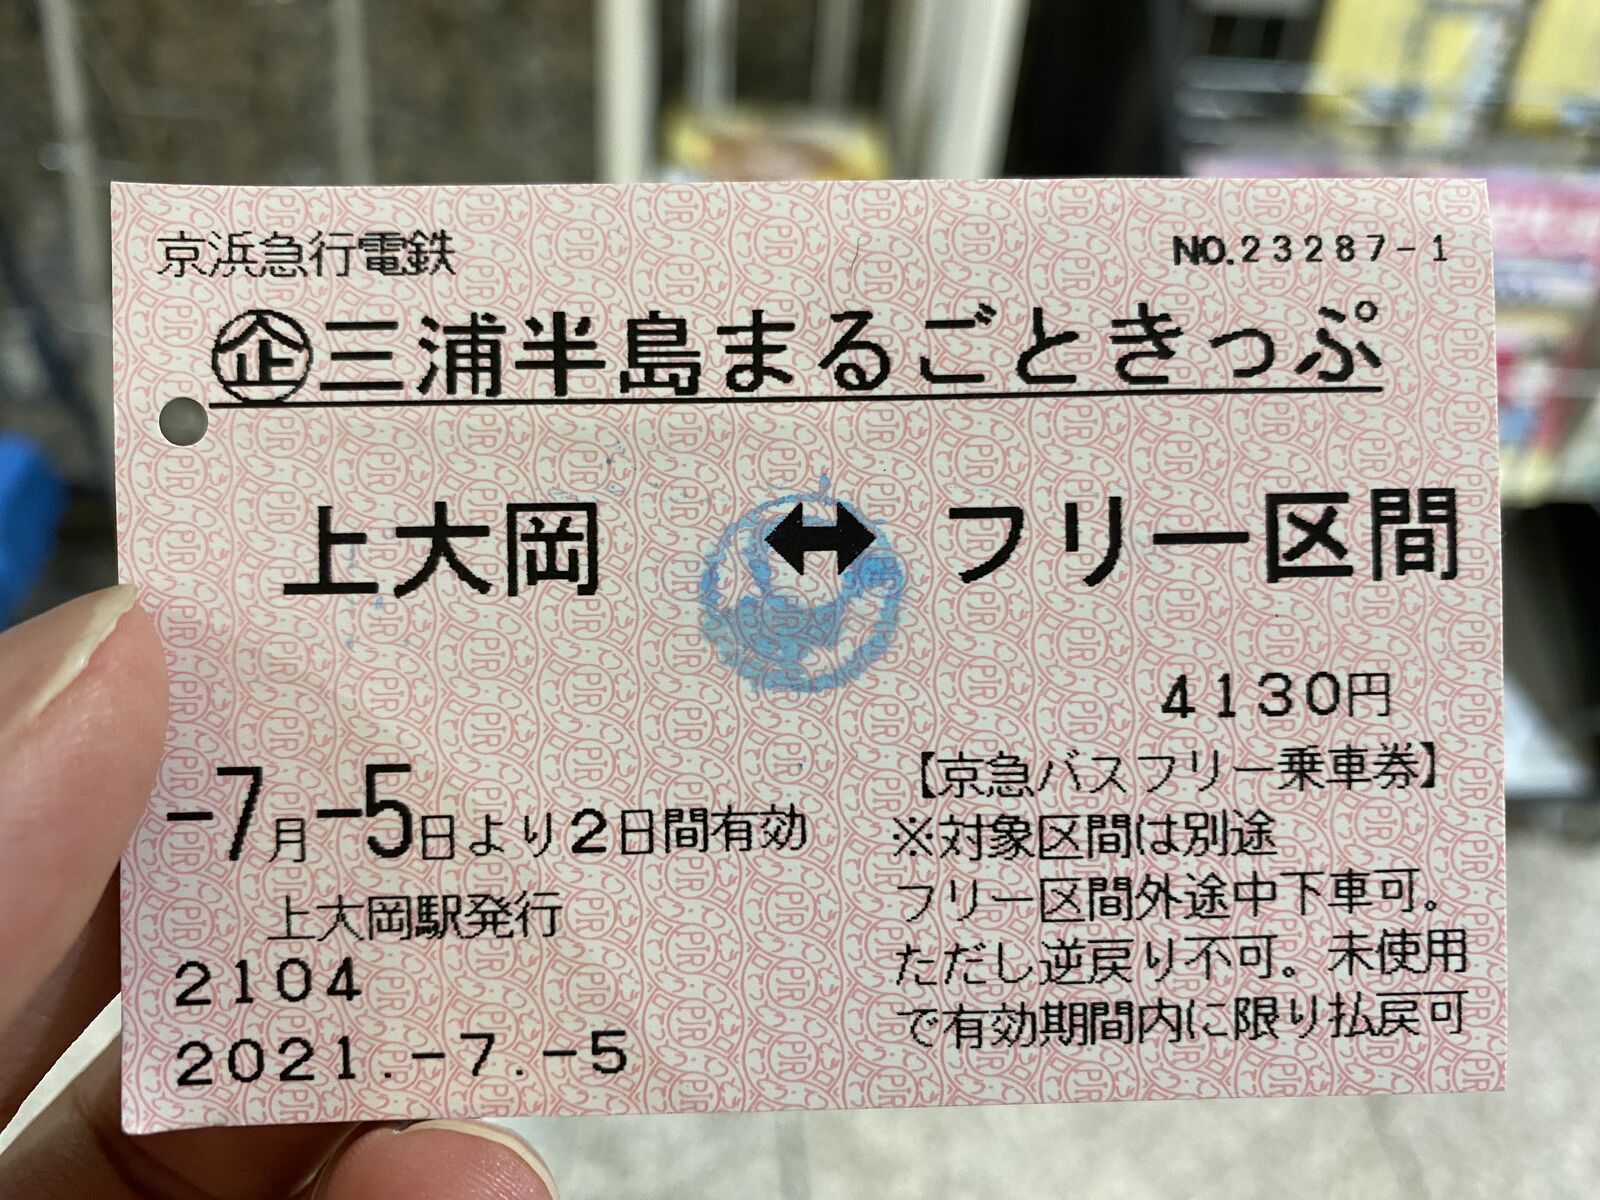 京浜急行電鉄
NO.23287-1
㊭三浦半島まるごときっぷ
上大岡 ↔ フリー区間
4130円
-7月-5日より2日間有効
【京急バスフリー乗車券】
※対象区間は別途
フリー区間外途中下車可。
ただし逆戻り不可。未使用
で有効期間内に限り払戻可
上大岡駅発行
2104
2021.-7.-5